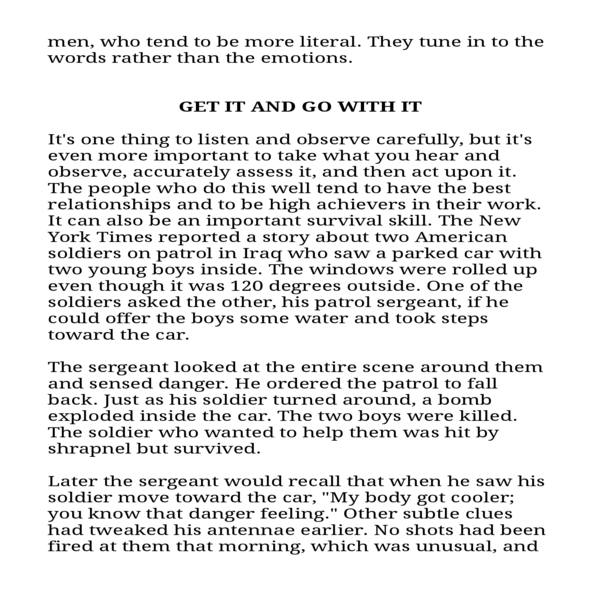 men, who tend to be more literal. They tune in to the
words rather than the emotions.
GET IT AND GO WITH IT
It's one thing to listen and observe carefully, but it's
even more important to take what you hear and
observe, accurately assess it, and then act upon it.
The people who do this well tend to have the best
relationships and to be high achievers in their work.
It can also be an important survival skill. The New
York Times reported a story about two American
soldiers on patrol in Iraq who saw a parked car with
two young boys inside. The windows were rolled up
even though it was 120 degrees outside. One of the
soldiers asked the other, his patrol sergeant, if he
could offer the boys some water and took steps
toward the car.
The sergeant looked at the entire scene around them
and sensed danger. He ordered the patrol to fall
back. Just as his soldier turned around, a bomb
exploded inside the car. The two boys were killed.
The soldier who wanted to help them was hit by
shrapnel but survived.
Later the sergeant would recall that when he saw his
soldier move toward the car, "My body got cooler;
you know that danger feeling." Other subtle clues
had tweaked his antennae earlier. No shots had been
fired at them that morning, which was unusual, and